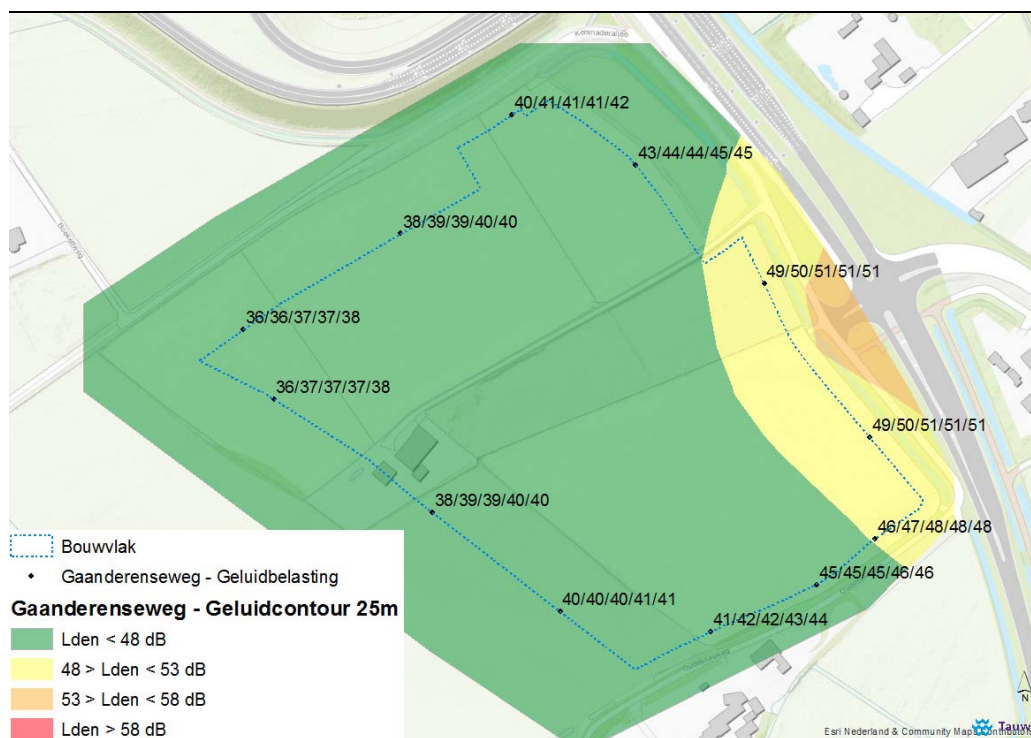 Kemnaderallee
40/41/41/41/42
43/44/44/45/45
38/39/39/40/40
49/50/51/51/51
36/36/37/37/38
36/37/37/37/38
49/50/51/51/51
38/39/39/40/40
46/47/48/48/48
45/45/45/46/46
40/40/40/41/41
41/42/42/43/44
Bouwvlak
Gaanderenseweg - Geluidbelasting
Gaanderenseweg - Geluidcontour 25m
Lden < 48 dB
48 > Lden < 53 dB
53 > Lden < 58 dB
Lden > 58 dB
N
Tauw
Esri Nederland & Community Maps Contributors